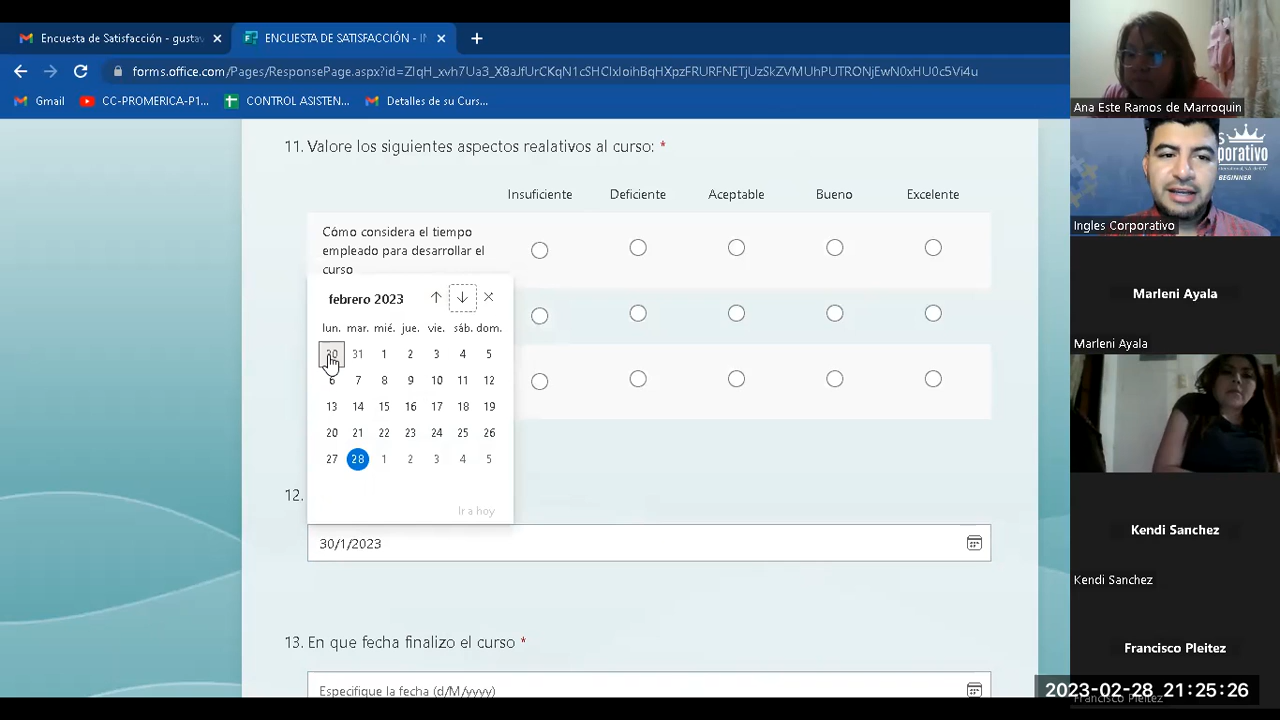 Encuesta de Satisfacción - gustav
ENCUESTA DE SATISFACCIÓN - IN
forms.office.com/Pages/ResponsePage.aspx?id=ZIqH_xvh7Ua3_X8aJfUrCKqN1cSHClxIoihBqHXpzFRURFNETjUzSkZVMUhPUTRONjEwN0xHU0c5Vi4u
Gmail
CC-PROMERICA-P1...
CONTROL ASISTEN...
Detalles de su Curs...
11. Valore los siguientes aspectos realativos al curso: *
Insuficiente Deficiente Aceptable Bueno Excelente
Cómo considera el tiempo
empleado para desarrollar el
curso
febrero 2023
lun. mar. mié. jue. vie. sáb. dom.
30 31 1 2 3 4 5
6 7 8 9 10 11 12
13 14 15 16 17 18 19
20 21 22 23 24 25 26
27 28 1 2 3 4 5
Ir a hoy
12.
30/1/2023
13. En que fecha finalizo el curso *
Especifique la fecha (d/M/yyyy)
Ana Este Ramos de Marroquin
orporativo
BEGINNER
Ingles Corporativo
Marleni Ayala
Marleni Ayala
Kendi Sanchez
Kendi Sanchez
Francisco Pleitez
2023-02-28 21:25:26
Francisco Pleitez